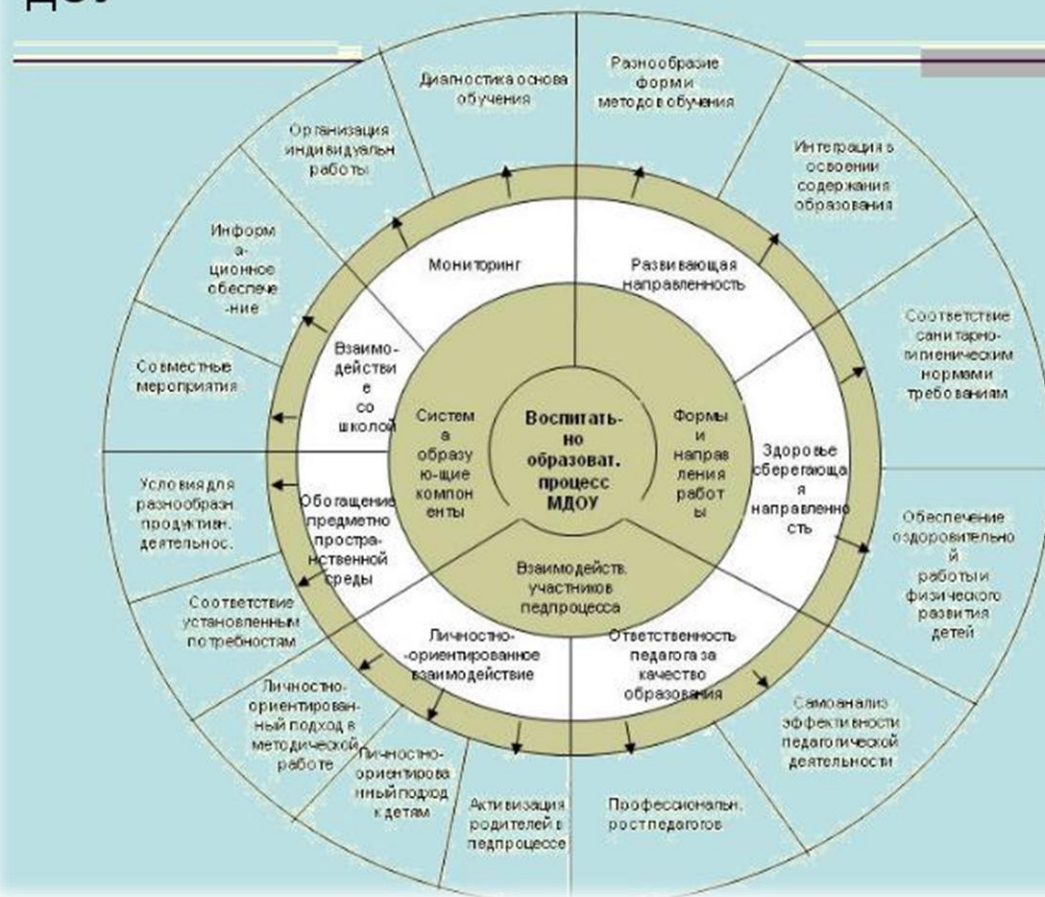 ДОУ
Диагностика основа
обучения
Разнообразие
форм и
методов обучения
Организация
индивидуальн
работы
Интеграция в
освоении
содержания
образования
Информ
а-
ционное
обеспече
-ние
Мониторинг
Развивающая
направленность
Соответствие
санитарно-
гигиеническим
нормами
требованиям
Совместные
мероприятия
Взаимо-
действи
е
со
школой
Систем
а
образу
ю-щие
компон
енты
Воспитать-
но
образоват.
процесс
МДОУ
Формы
и
направ
ления
работ
ы
Здоровье
сберегающа
я
направленно
сть
Условия для
разнообразн.
продуктивн.
деятельнос.
Обогащение
предметно
простра-
нственной
среды
Обеспечение
оздоровительно
й
работы и
физического
развития
детей
Взаимодейств.
участников
педпроцесса
Соответствие
установленным
потребностям
Личностно-
-ориентированное
взаимодействие
Ответственность
педагога за
качество
образования
Личностно-
ориентирован-
ный подход в
методической
работе
Личностно-
ориентирова
нный подход
к детям
Активизация
родителей в
педпроцессе
Профессиональн.
рост педагогов
Самоанализ
эффективности
педагогической
деятельности